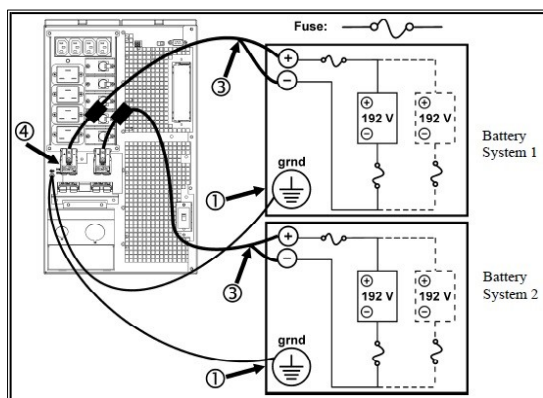 Fuse:
③
④
+
−
+
192 V
−
+
192 V
−
Battery
System 1
grnd
①
+
−
③
+
192 V
−
+
192 V
−
Battery
System 2
grnd
①